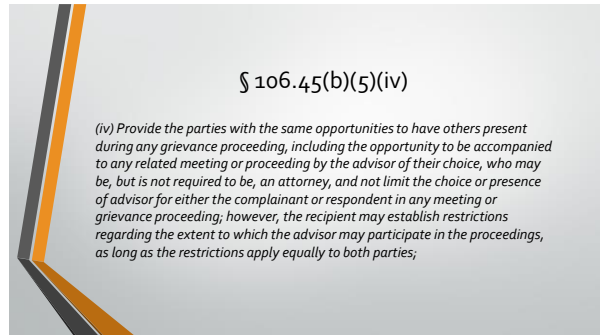 § 106.45(b)(5)(iv)
(iv) Provide the parties with the same opportunities to have others present
during any grievance proceeding, including the opportunity to be accompanied
to any related meeting or proceeding by the advisor of their choice, who may
be, but is not required to be, an attorney, and not limit the choice or presence
of advisor for either the complainant or respondent in any meeting or
grievance proceeding; however, the recipient may establish restrictions
regarding the extent to which the advisor may participate in the proceedings,
as long as the restrictions apply equally to both parties;